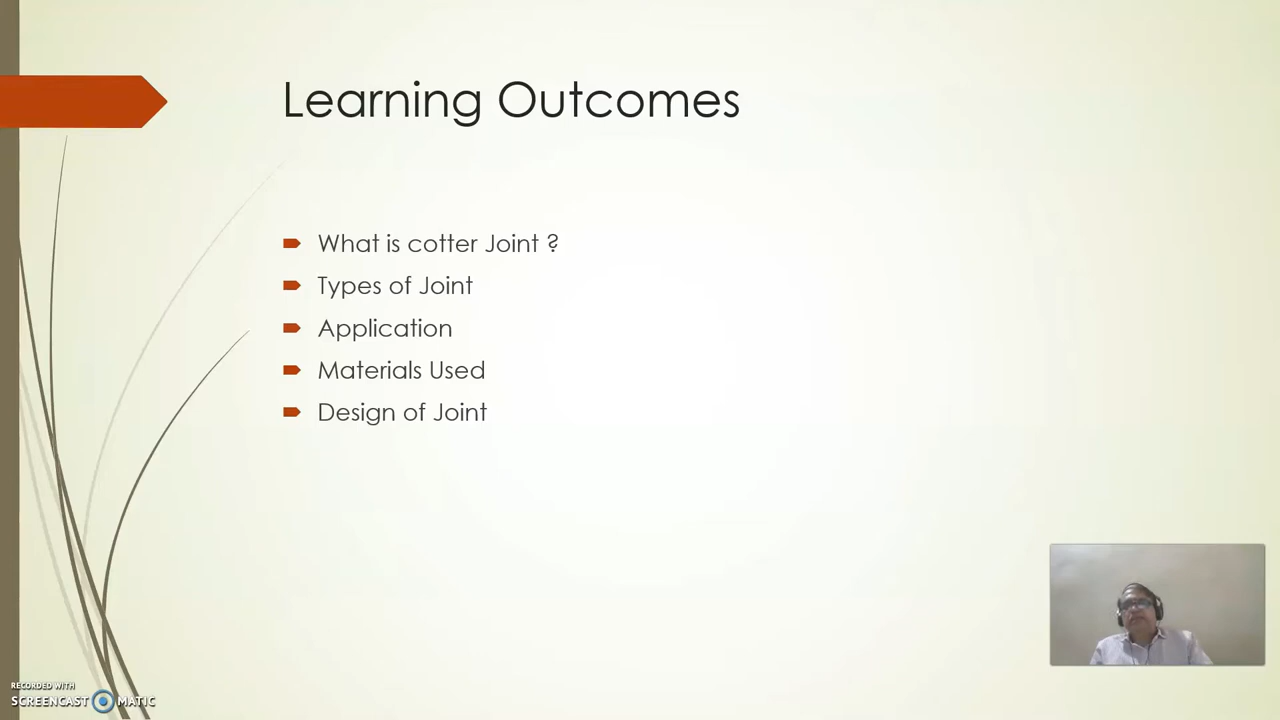 Learning Outcomes
What is cotter Joint ?
Types of Joint
Application
Materials Used
Design of Joint
RECORDED WITH
SCREENCAST MATIC